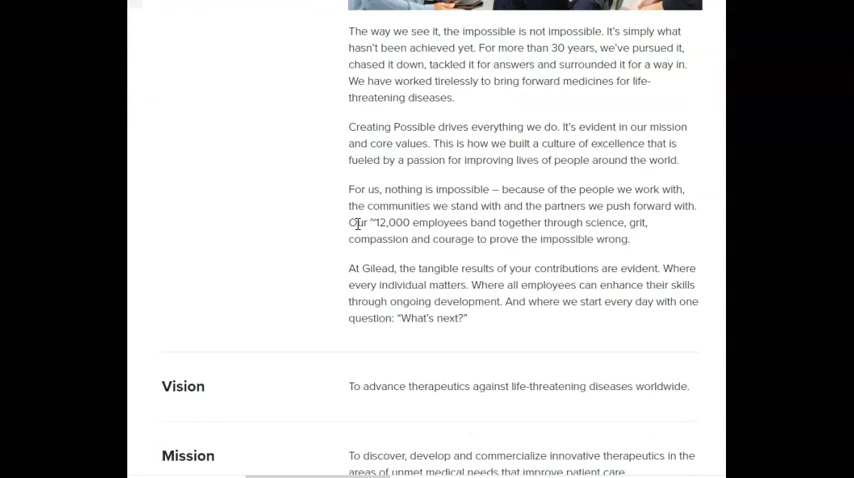 The way we see it, the impossible is not impossible. It's simply what
hasn't been achieved yet. For more than 30 years, we've pursued it,
chased it down, tackled it for answers and surrounded it for a way in.
We have worked tirelessly to bring forward medicines for life-
threatening diseases.
Creating Possible drives everything we do. It's evident in our mission
and core values. This is how we built a culture of excellence that is
fueled by a passion for improving lives of people around the world.
For us, nothing is impossible – because of the people we work with,
the communities we stand with and the partners we push forward with.
Our ~12,000 employees band together through science, grit,
compassion and courage to prove the impossible wrong.
At Gilead, the tangible results of your contributions are evident. Where
every individual matters. Where all employees can enhance their skills
through ongoing development. And where we start every day with one
question: “What's next?”
Vision
To advance therapeutics against life-threatening diseases worldwide.
Mission
To discover, develop and commercialize innovative therapeutics in the
areas of unmet medical needs that improve patient care.